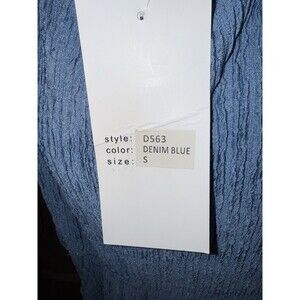 style: D563
color: DENIM BLUE
size: S